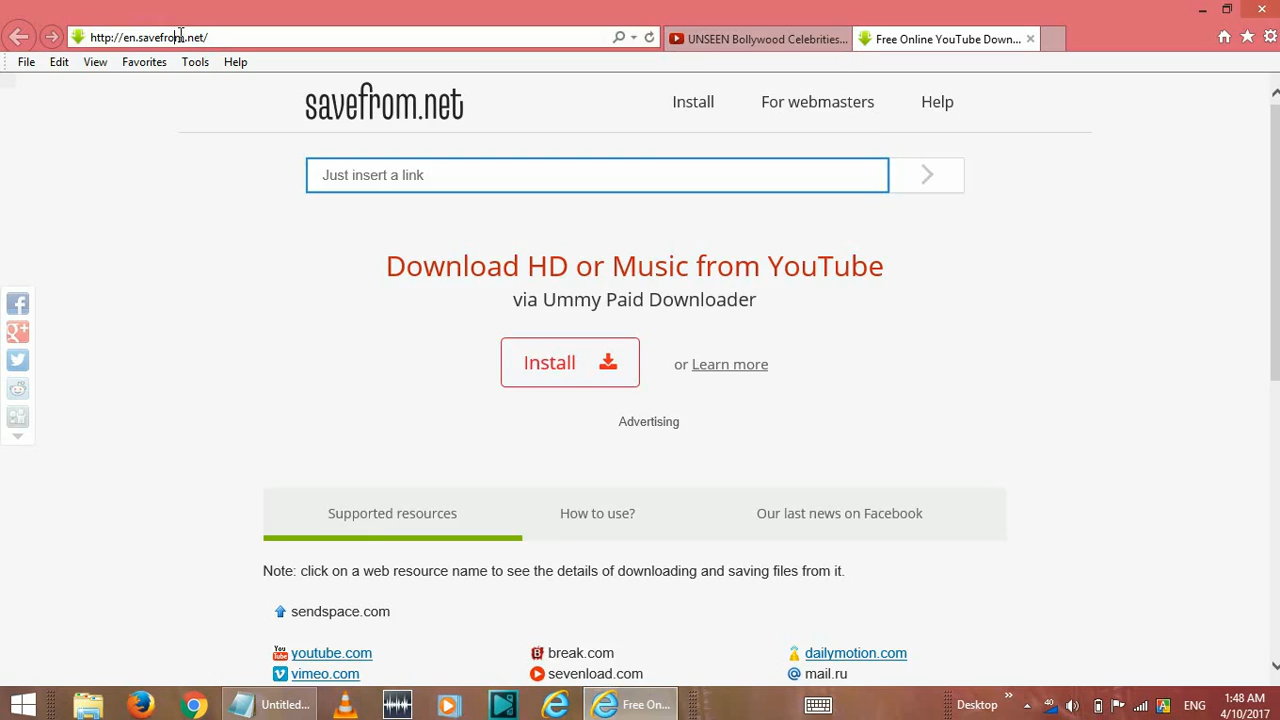 http://en.savefrom.net/
UNSEEN Bollywood Celebrities...
Free Online YouTube Down...
File Edit View Favorites Tools Help
savefrom.net
Install For webmasters Help
Just insert a link
Download HD or Music from YouTube
via Ummy Paid Downloader
Install or Learn more
Advertising
Supported resources How to use? Our last news on Facebook
Note: click on a web resource name to see the details of downloading and saving files from it.
sendspace.com
youtube.com break.com dailymotion.com
vimeo.com sevenload.com mail.ru
Untitled... Free On... Desktop 40 ENG 1:48 AM
4/10/2017